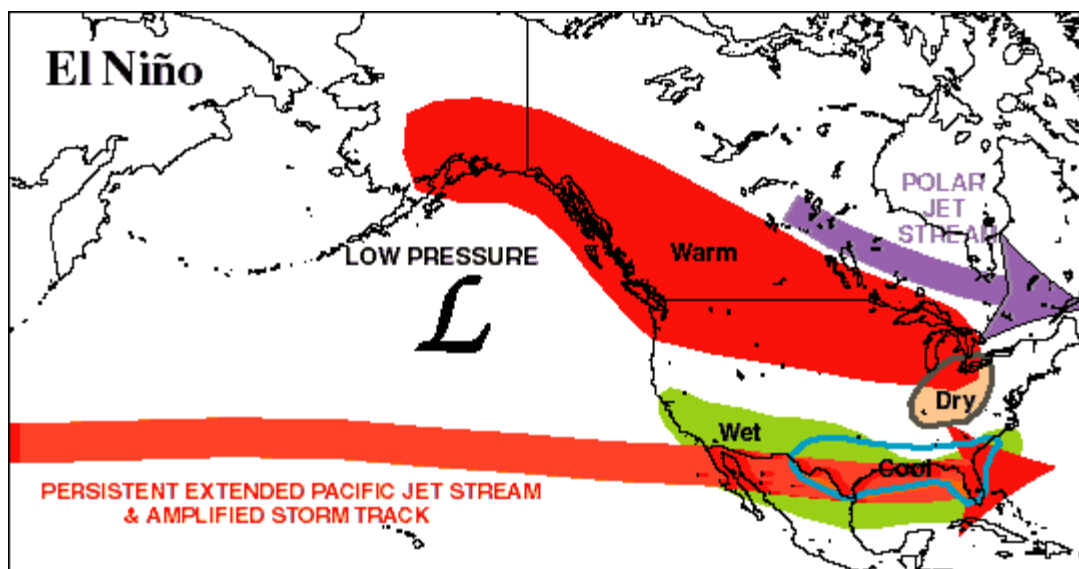 El Niño
POLAR
JET
STREAM
LOW PRESSURE
L
Warm
Dry
Wet
Cool
PERSISTENT EXTENDED PACIFIC JET STREAM
& AMPLIFIED STORM TRACK